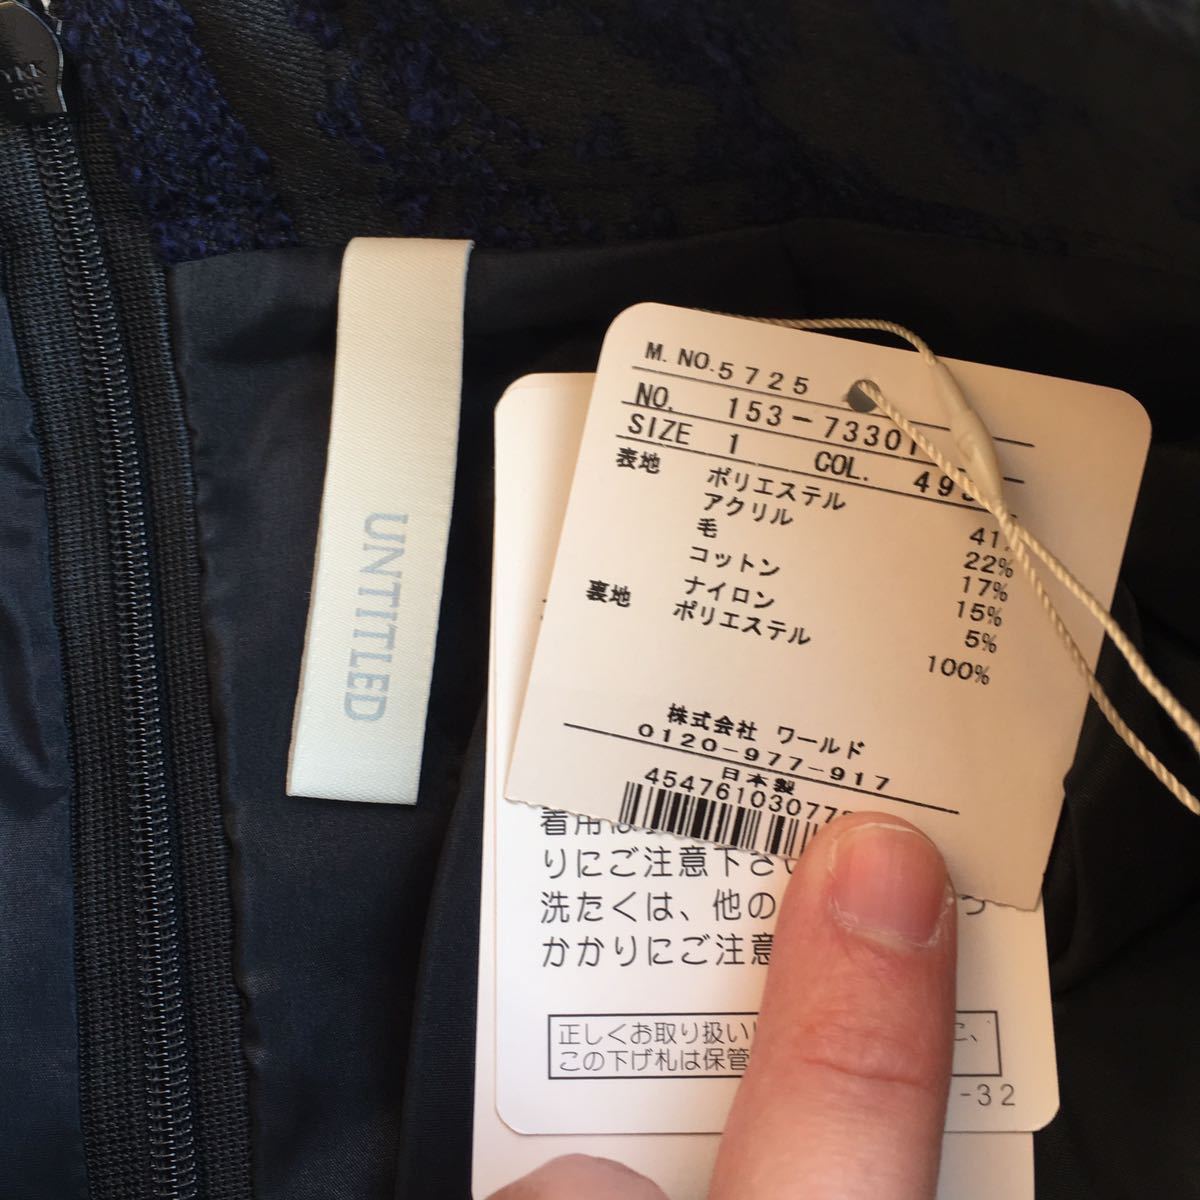 YKK
UNTITLED
M. NO. 5725
NO. 153-7330
SIZE 1 COL. 49
表地 ポリエステル 41
アクリル 22%
毛 17%
コットン 15%
ナイロン 5%
裏地 ポリエステル 100%
株式会社 ワールド
0120-977-917
日本製
45476103077
着用は
りにご注意下さい
洗たくは、他の
かかりにご注意
正しくお取り扱い
この下げ札は保管
-32